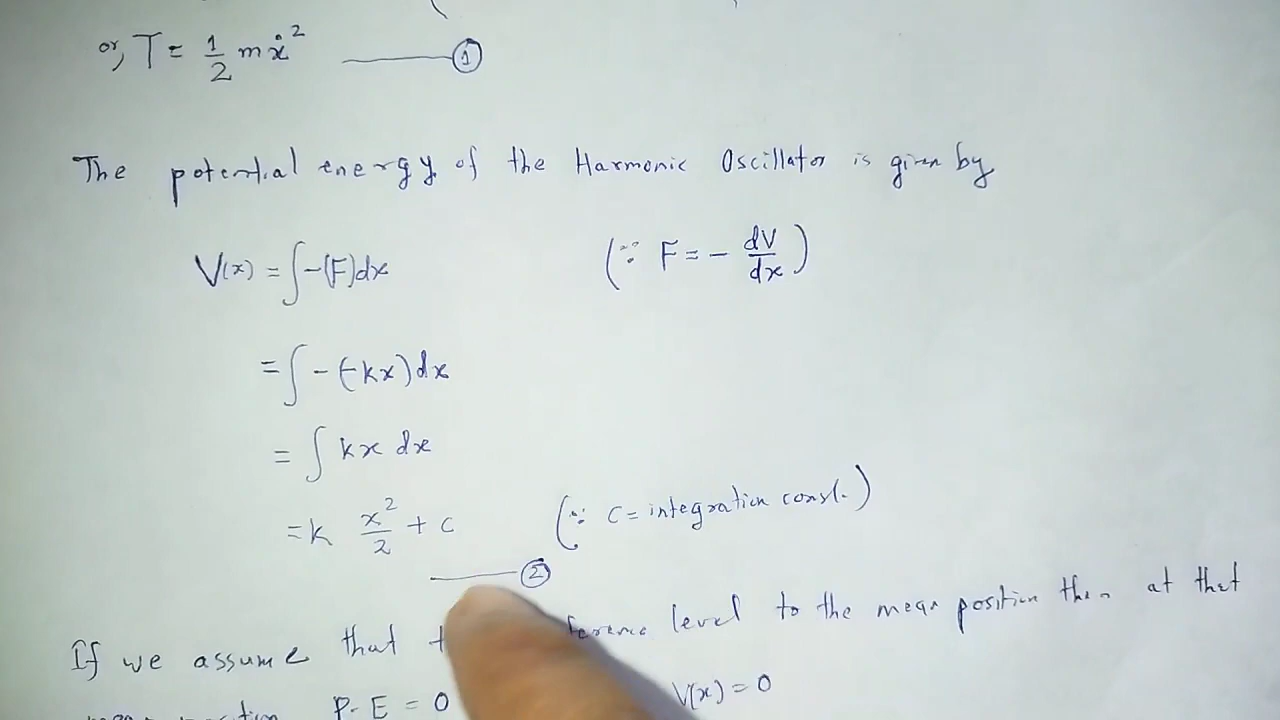 or, T = 1/2 mẋ² ——— ①
The potential energy of the Harmonic Oscillator is given by
V(x) = ∫-(F)dx (∵ F = - dV/dx)
= ∫ - (-kx) dx
= ∫ kx dx
= k x²/2 + c (∵ c = integration const.)
——— ②
If we assume that level to the mean position then at that
P.E = 0 V(x) = 0